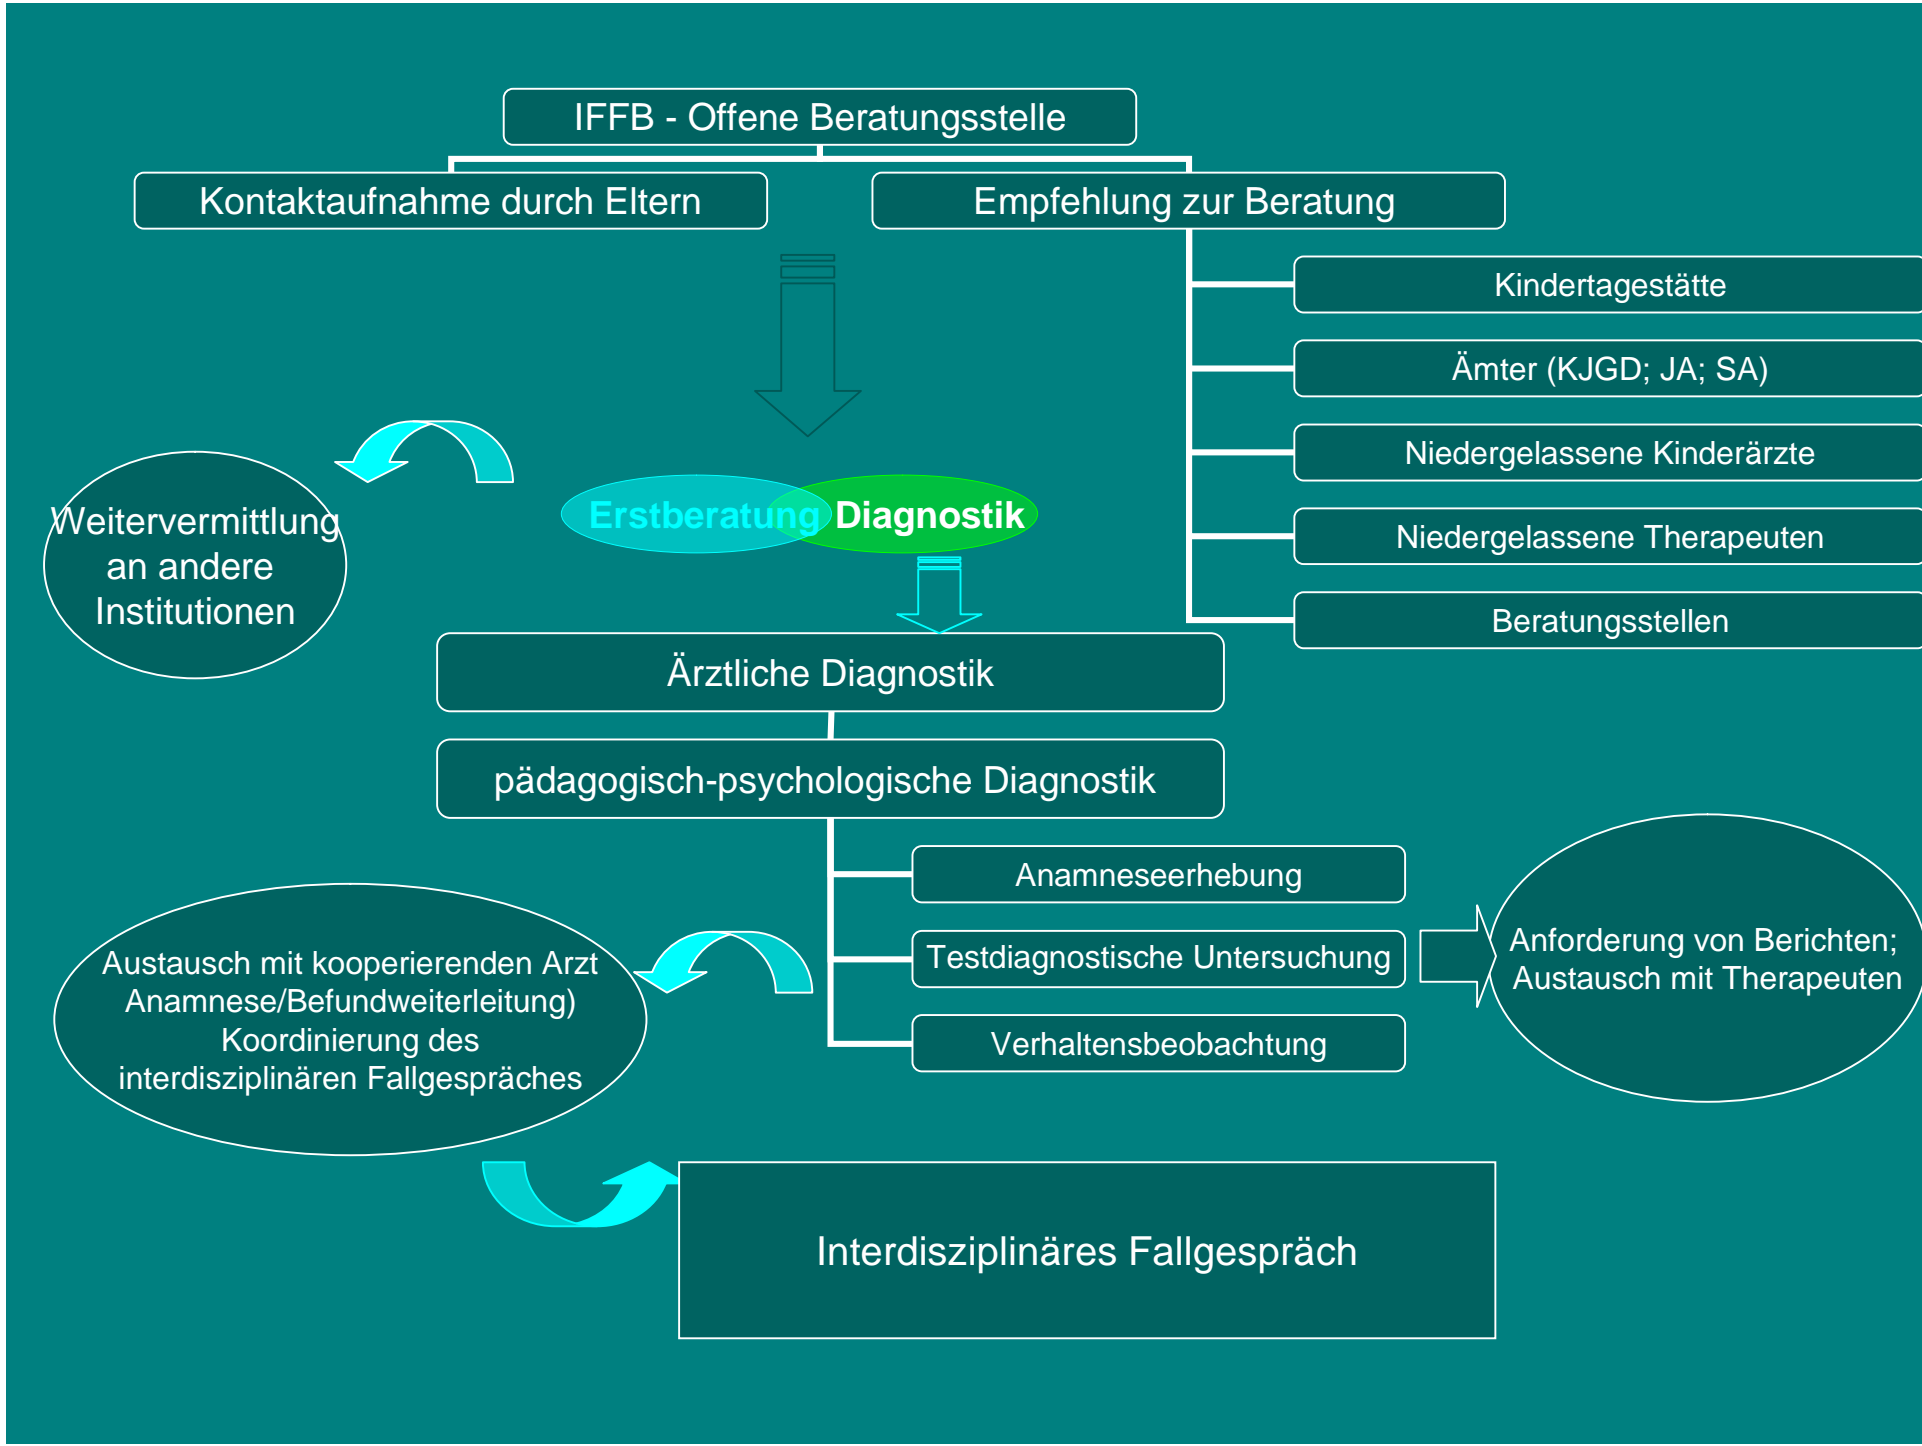 IFFB - Offene Beratungsstelle
Kontaktaufnahme durch Eltern
Empfehlung zur Beratung
Kindertagestätte
Ämter (KJGD; JA; SA)
Niedergelassene Kinderärzte
Niedergelassene Therapeuten
Beratungsstellen
Weitervermittlung
an andere
Institutionen
Erstberatung Diagnostik
Ärztliche Diagnostik
pädagogisch-psychologische Diagnostik
Anamneseerhebung
Testdiagnostische Untersuchung
Verhaltensbeobachtung
Anforderung von Berichten;
Austausch mit Therapeuten
Austausch mit kooperierenden Arzt
Anamnese/Befundweiterleitung)
Koordinierung des
interdisziplinären Fallgespräches
Interdisziplinäres Fallgespräch